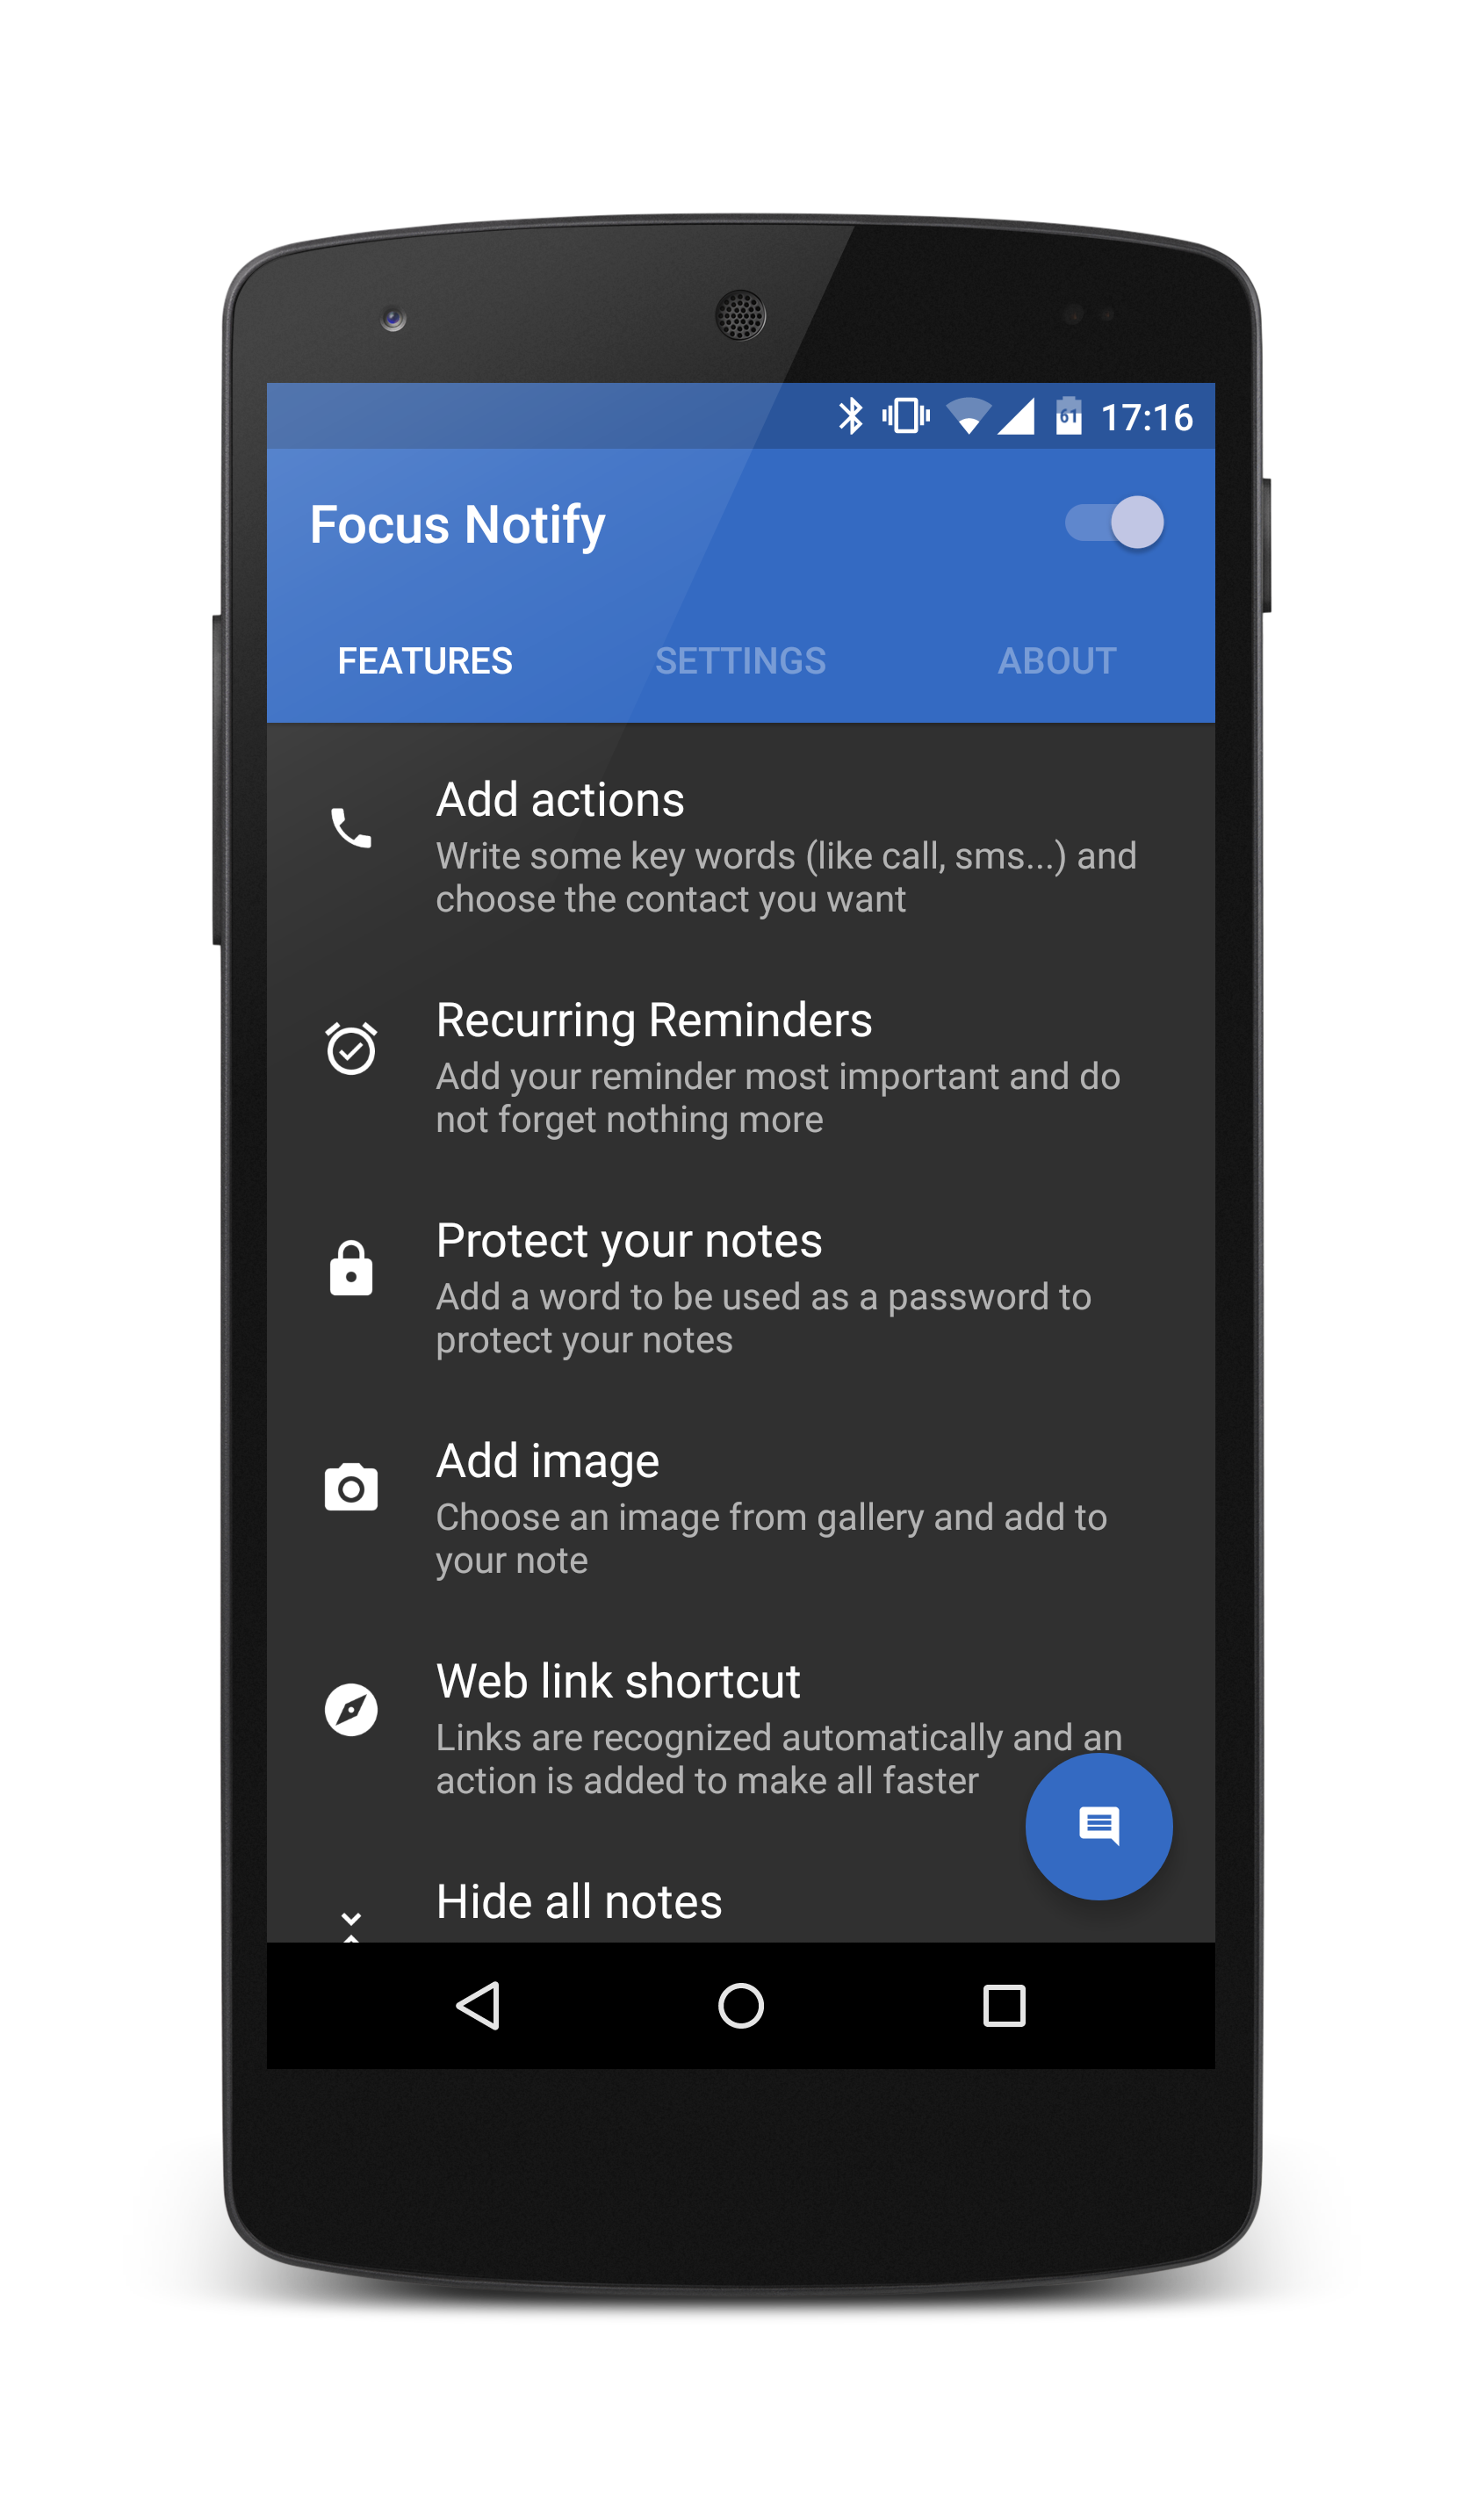 61 17:16
Focus Notify
FEATURES SETTINGS ABOUT
Add actions
Write some key words (like call, sms...) and
choose the contact you want
Recurring Reminders
Add your reminder most important and do
not forget nothing more
Protect your notes
Add a word to be used as a password to
protect your notes
Add image
Choose an image from gallery and add to
your note
Web link shortcut
Links are recognized automatically and an
action is added to make all faster
Hide all notes